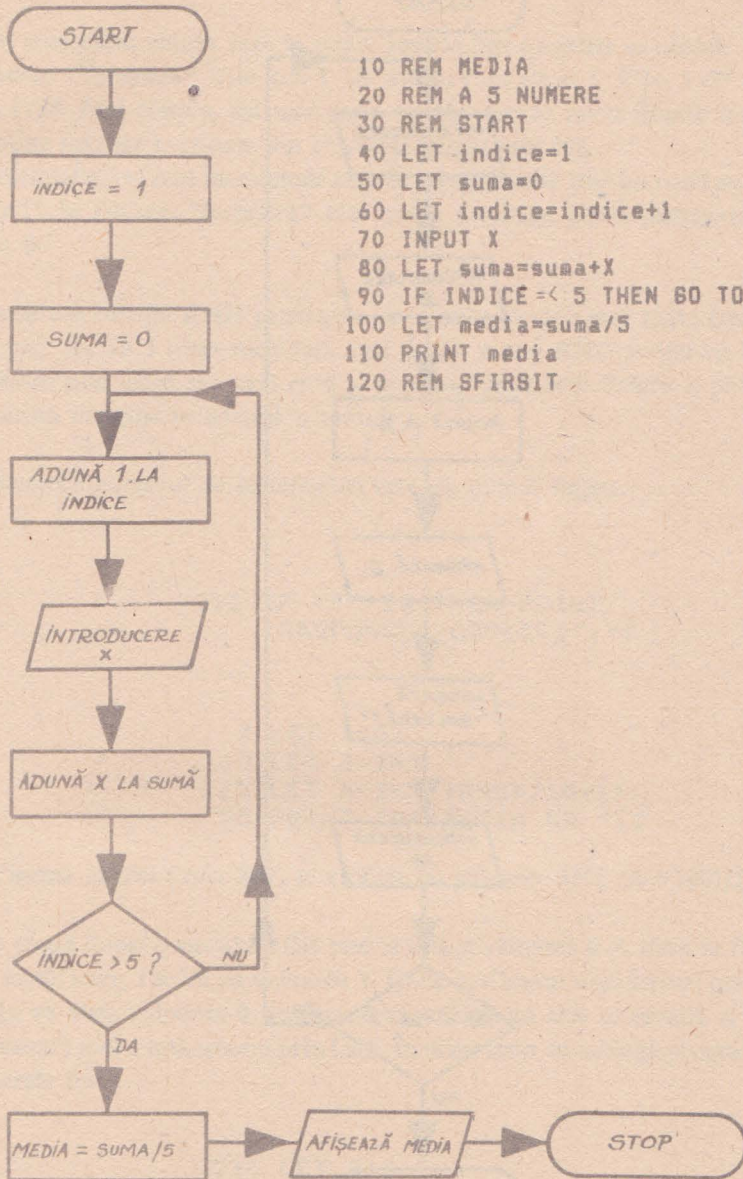 START
INDICE = 1
SUMA = 0
ADUNĂ 1 LA
INDICE
INTRODUCERE
X
ADUNĂ X LA SUMĂ
INDICE > 5 ?
NU
DA
MEDIA = SUMA/5
AFIŞEAZĂ MEDIA
STOP
10 REM MEDIA
20 REM A 5 NUMERE
30 REM START
40 LET indice=1
50 LET suma=0
60 LET indice=indice+1
70 INPUT X
80 LET suma=suma+X
90 IF INDICE =< 5 THEN GO TO
100 LET media=suma/5
110 PRINT media
120 REM SFIRSIT